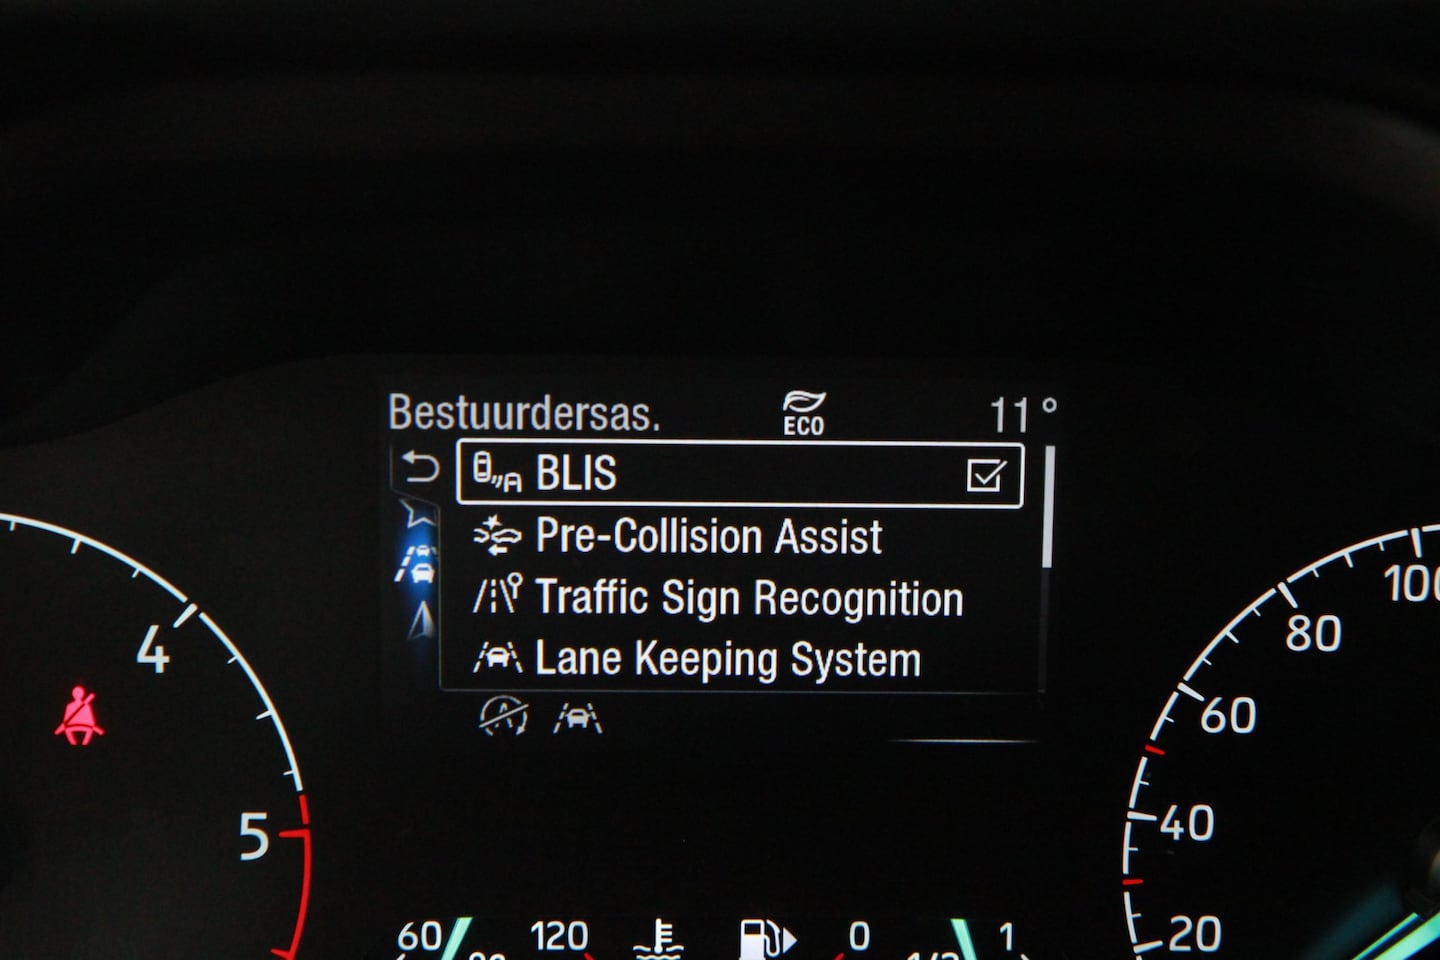 Bestuurdersas.
ECO
11°
BLIS
Pre-Collision Assist
Traffic Sign Recognition
Lane Keeping System
4
5
100
80
60
40
20
60
120
0
1